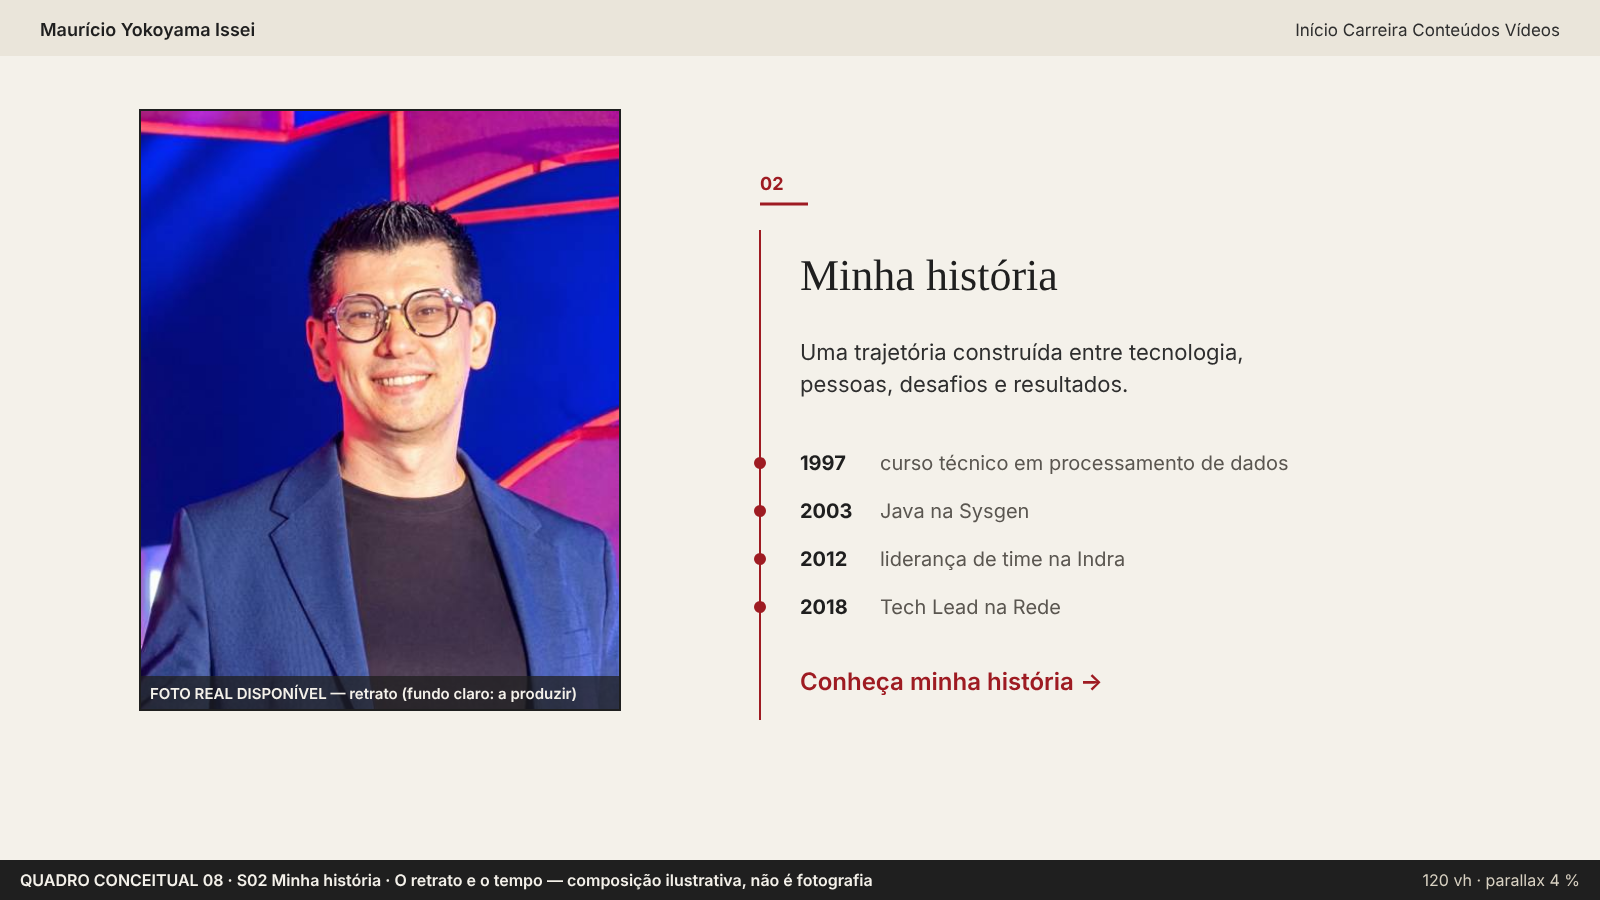 Maurício Yokoyama Issei
Início Carreira Conteúdos Vídeos
02
Minha história
Uma trajetória construída entre tecnologia,
pessoas, desafios e resultados.
1997 curso técnico em processamento de dados
2003 Java na Sysgen
2012 liderança de time na Indra
2018 Tech Lead na Rede
Conheça minha história →
FOTO REAL DISPONÍVEL — retrato (fundo claro: a produzir)
QUADRO CONCEITUAL 08 · S02 Minha história · O retrato e o tempo — composição ilustrativa, não é fotografia
120 vh · parallax 4 %